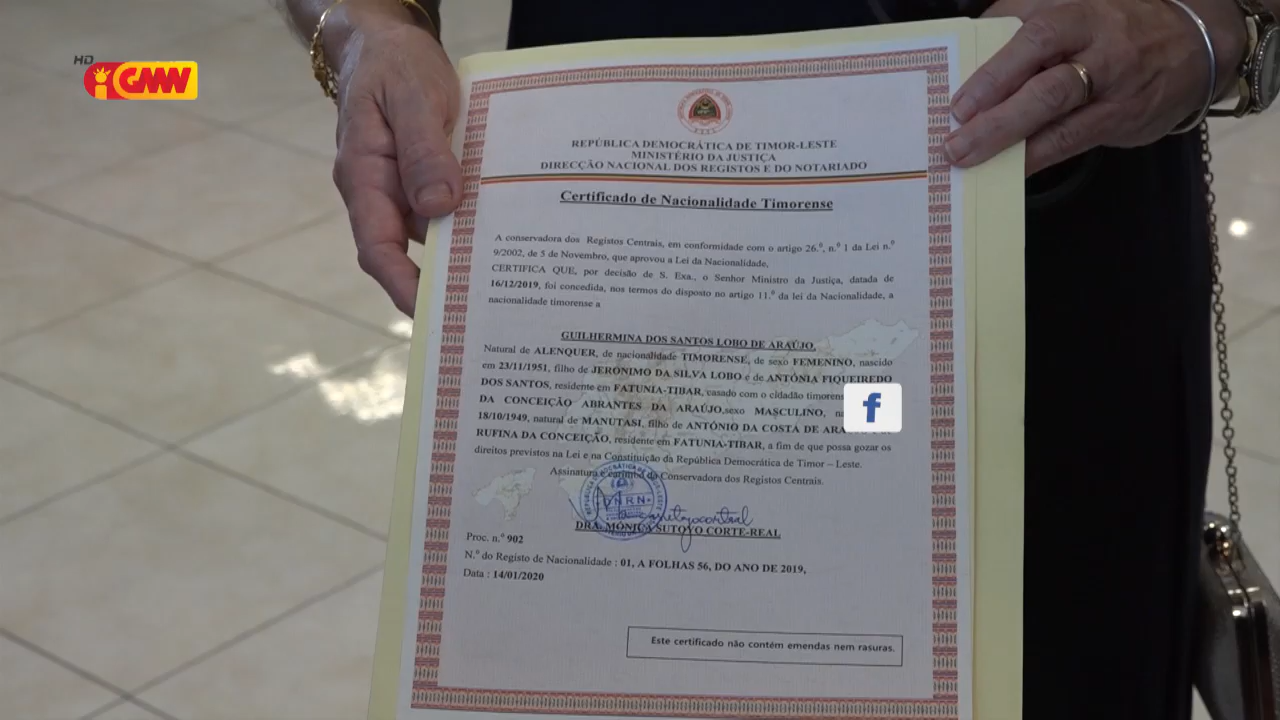 HD
GMN
REPÚBLICA DEMOCRÁTICA DE TIMOR-LESTE
MINISTÉRIO DA JUSTIÇA
DIRECÇÃO NACIONAL DOS REGISTOS E DO NOTARIADO
Certificado de Nacionalidade Timorense
A conservadora dos Registos Centrais, em conformidade com o artigo 26.º, n.º 1 da Lei n.º
9/2002, de 5 de Novembro, que aprovou a Lei da Nacionalidade,
CERTIFICA QUE, por decisão de S. Exa., o Senhor Ministro da Justiça, datada de
16/12/2019, foi concedida, nos termos do disposto no artigo 11.º da lei da Nacionalidade, a
nacionalidade timorense a
GUILHERMINA DOS SANTOS LOBO DE ARAÚJO,
Natural de ALENQUER, de nacionalidade TIMORENSE, de sexo FEMENINO, nascido
em 23/11/1951, filho de JERÓNIMO DA SILVA LOBO e de ANTÓNIA FIQUEIREDO
DOS SANTOS, residente em FATUNIA-TIBAR, casado com o cidadão timorens
DA CONCEIÇÃO ABRANTES DA ARAÚJO,sexo MASCULINO, na
18/10/1949, natural de MANUTASI, filho de ANTÓNIO DA COSTA DE
RUFINA DA CONCEIÇÃO, residente em FATUNIA-TIBAR, a fim de que possa gozar os
direitos previstos na Lei e na Constituição da República Democrática de Timor – Leste.
Assinatura e carimbo da Conservadora dos Registos Centrais.
DNRN
DRA. MÓNICA SUTOYO CORTE-REAL
Proc. n.º 902
N.º do Registo de Nacionalidade : 01, A FOLHAS 56, DO ANO DE 2019,
Data : 14/01/2020
Este certificado não contém emendas nem rasuras.
f